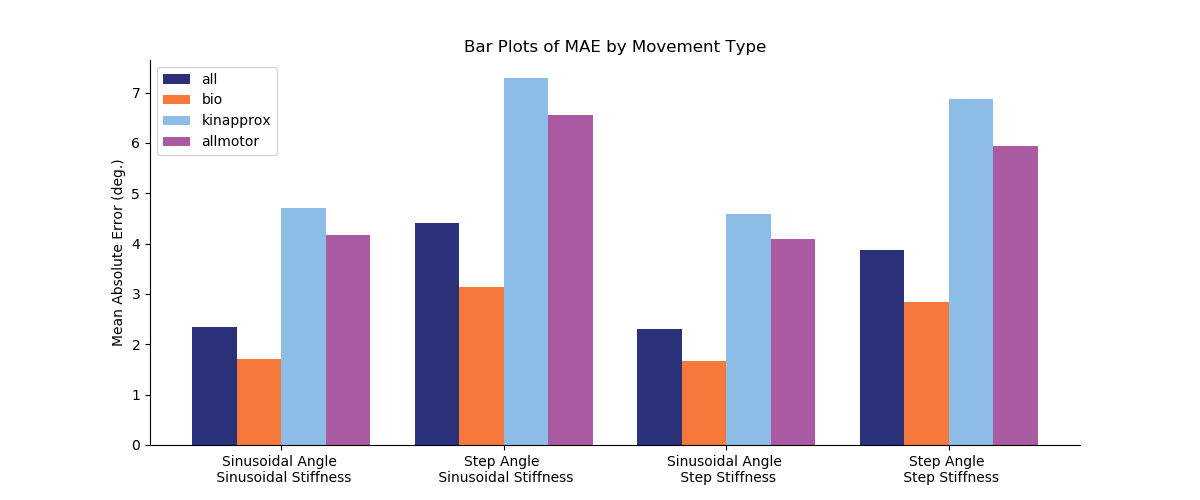 Bar Plots of MAE by Movement Type
all
bio
kinapprox
allmotor
Mean Absolute Error (deg.)
7
6
5
4
3
2
1
0
Sinusoidal Angle
Sinusoidal Stiffness
Step Angle
Sinusoidal Stiffness
Sinusoidal Angle
Step Stiffness
Step Angle
Step Stiffness